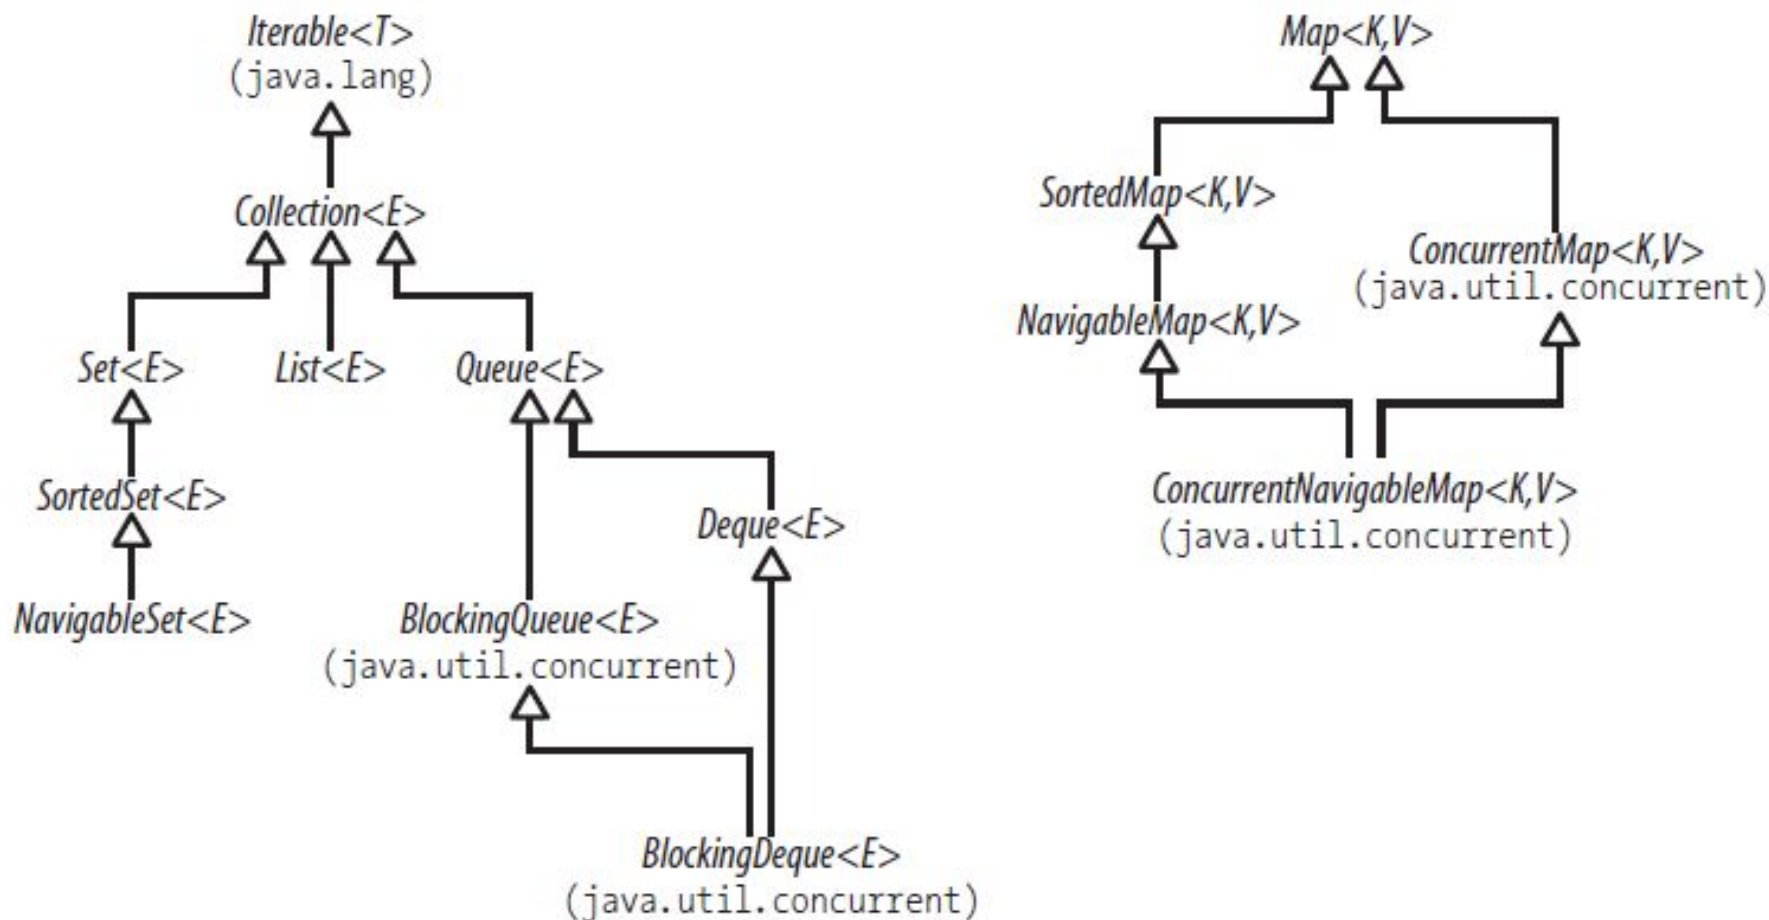 Iterable<T>
(java.lang)
Collection<E>
Set<E>
List<E>
Queue<E>
SortedSet<E>
Deque<E>
NavigableSet<E>
BlockingQueue<E>
(java.util.concurrent)
BlockingDeque<E>
(java.util.concurrent)
Map<K,V>
SortedMap<K,V>
ConcurrentMap<K,V>
(java.util.concurrent)
NavigableMap<K,V>
ConcurrentNavigableMap<K,V>
(java.util.concurrent)